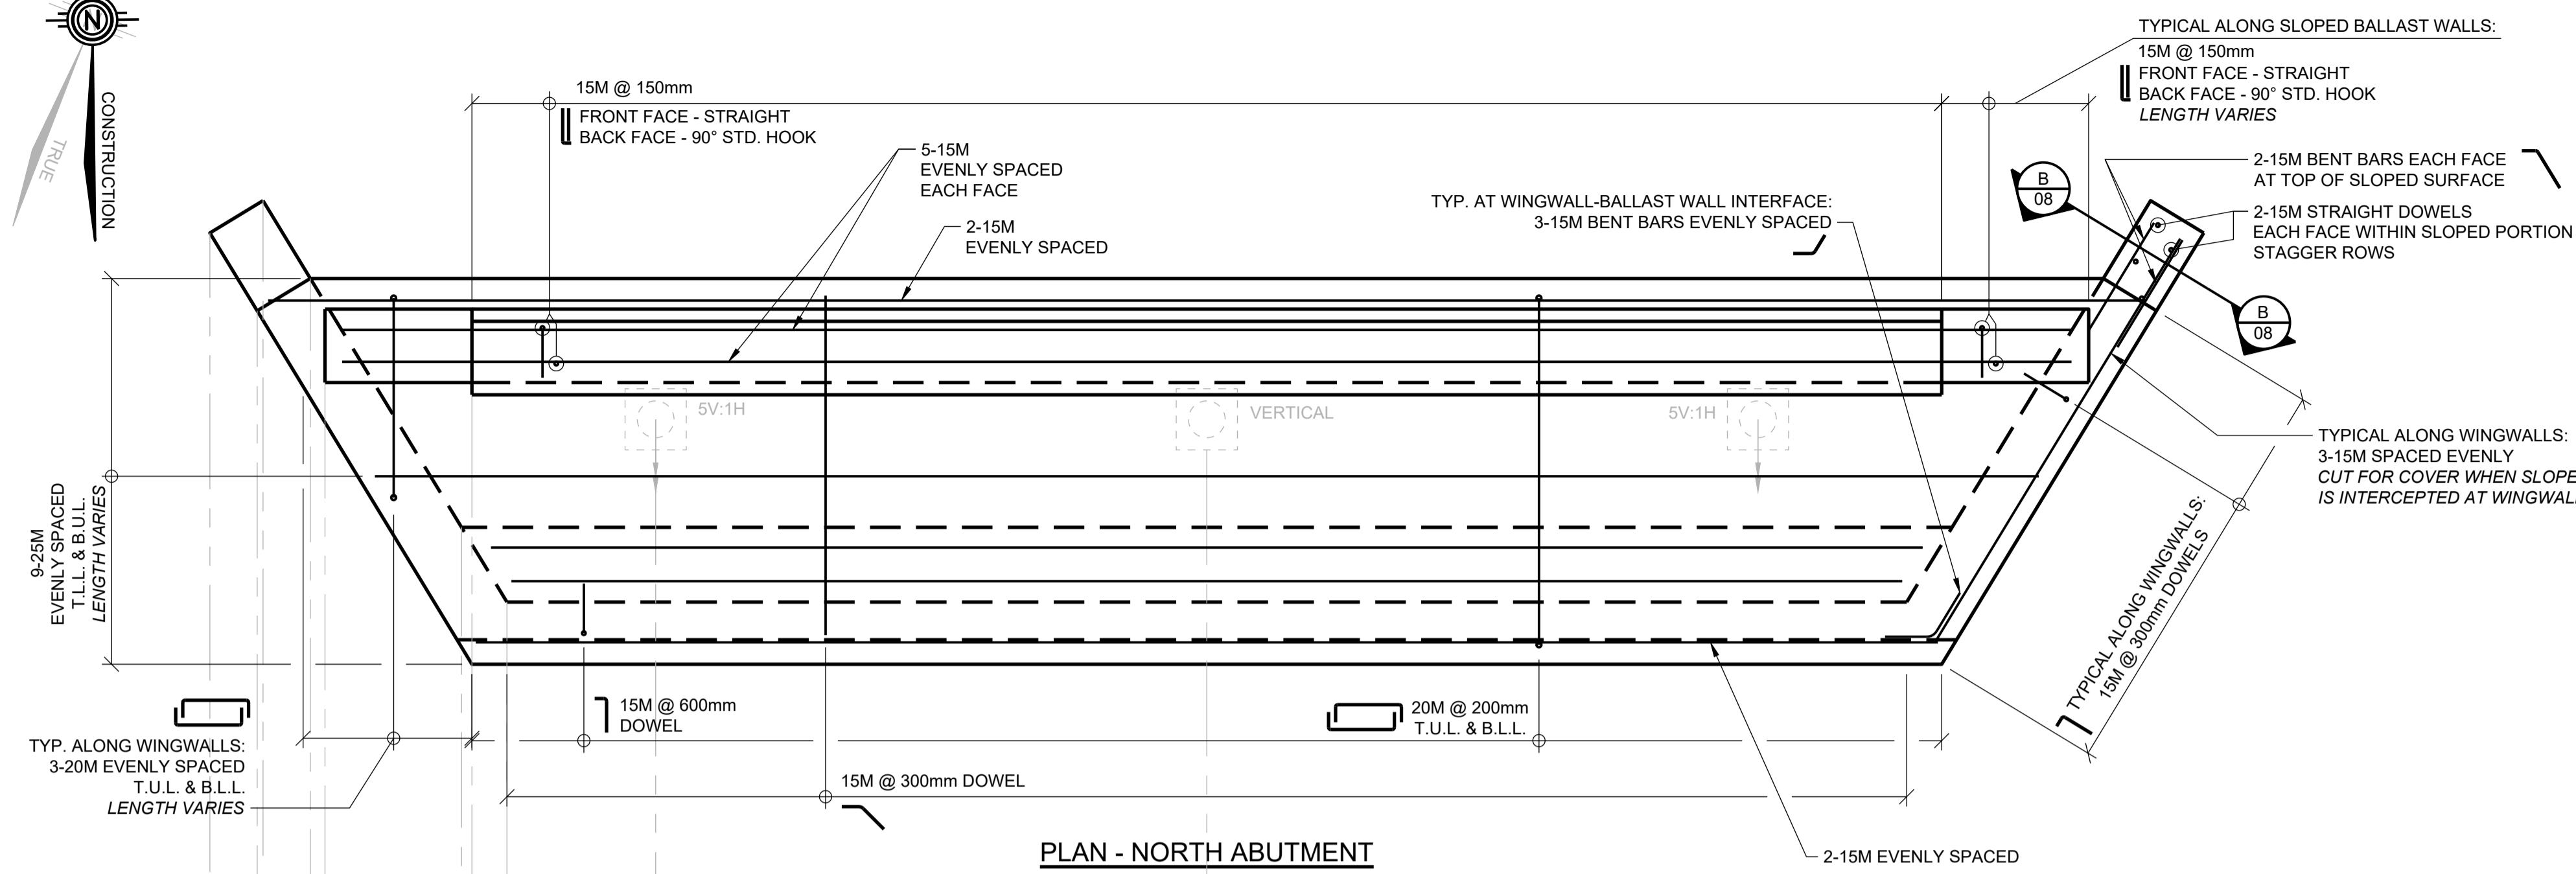 N
CONSTRUCTION
TRUE
15M @ 150mm
FRONT FACE - STRAIGHT
BACK FACE - 90° STD. HOOK
5-15M
EVENLY SPACED
EACH FACE
2-15M
EVENLY SPACED
TYP. AT WINGWALL-BALLAST WALL INTERFACE:
3-15M BENT BARS EVENLY SPACED
TYPICAL ALONG SLOPED BALLAST WALLS:
15M @ 150mm
FRONT FACE - STRAIGHT
BACK FACE - 90° STD. HOOK
LENGTH VARIES
2-15M BENT BARS EACH FACE
AT TOP OF SLOPED SURFACE
2-15M STRAIGHT DOWELS
EACH FACE WITHIN SLOPED PORTION
STAGGER ROWS
B
08
B
08
5V:1H
VERTICAL
5V:1H
TYPICAL ALONG WINGWALLS:
3-15M SPACED EVENLY
CUT FOR COVER WHEN SLOPE
IS INTERCEPTED AT
9-25M
EVENLY SPACED
T.L.L. & B.U.L.
LENGTH VARIES
TYPICAL ALONG WINGWALLS:
15M @ 300mm DOWELS
TYP. ALONG WINGWALLS:
3-20M EVENLY SPACED
T.U.L. & B.L.L.
LENGTH VARIES
15M @ 600mm
DOWEL
20M @ 200mm
T.U.L. & B.L.L.
15M @ 300mm DOWEL
2-15M EVENLY SPACED
PLAN - NORTH ABUTMENT